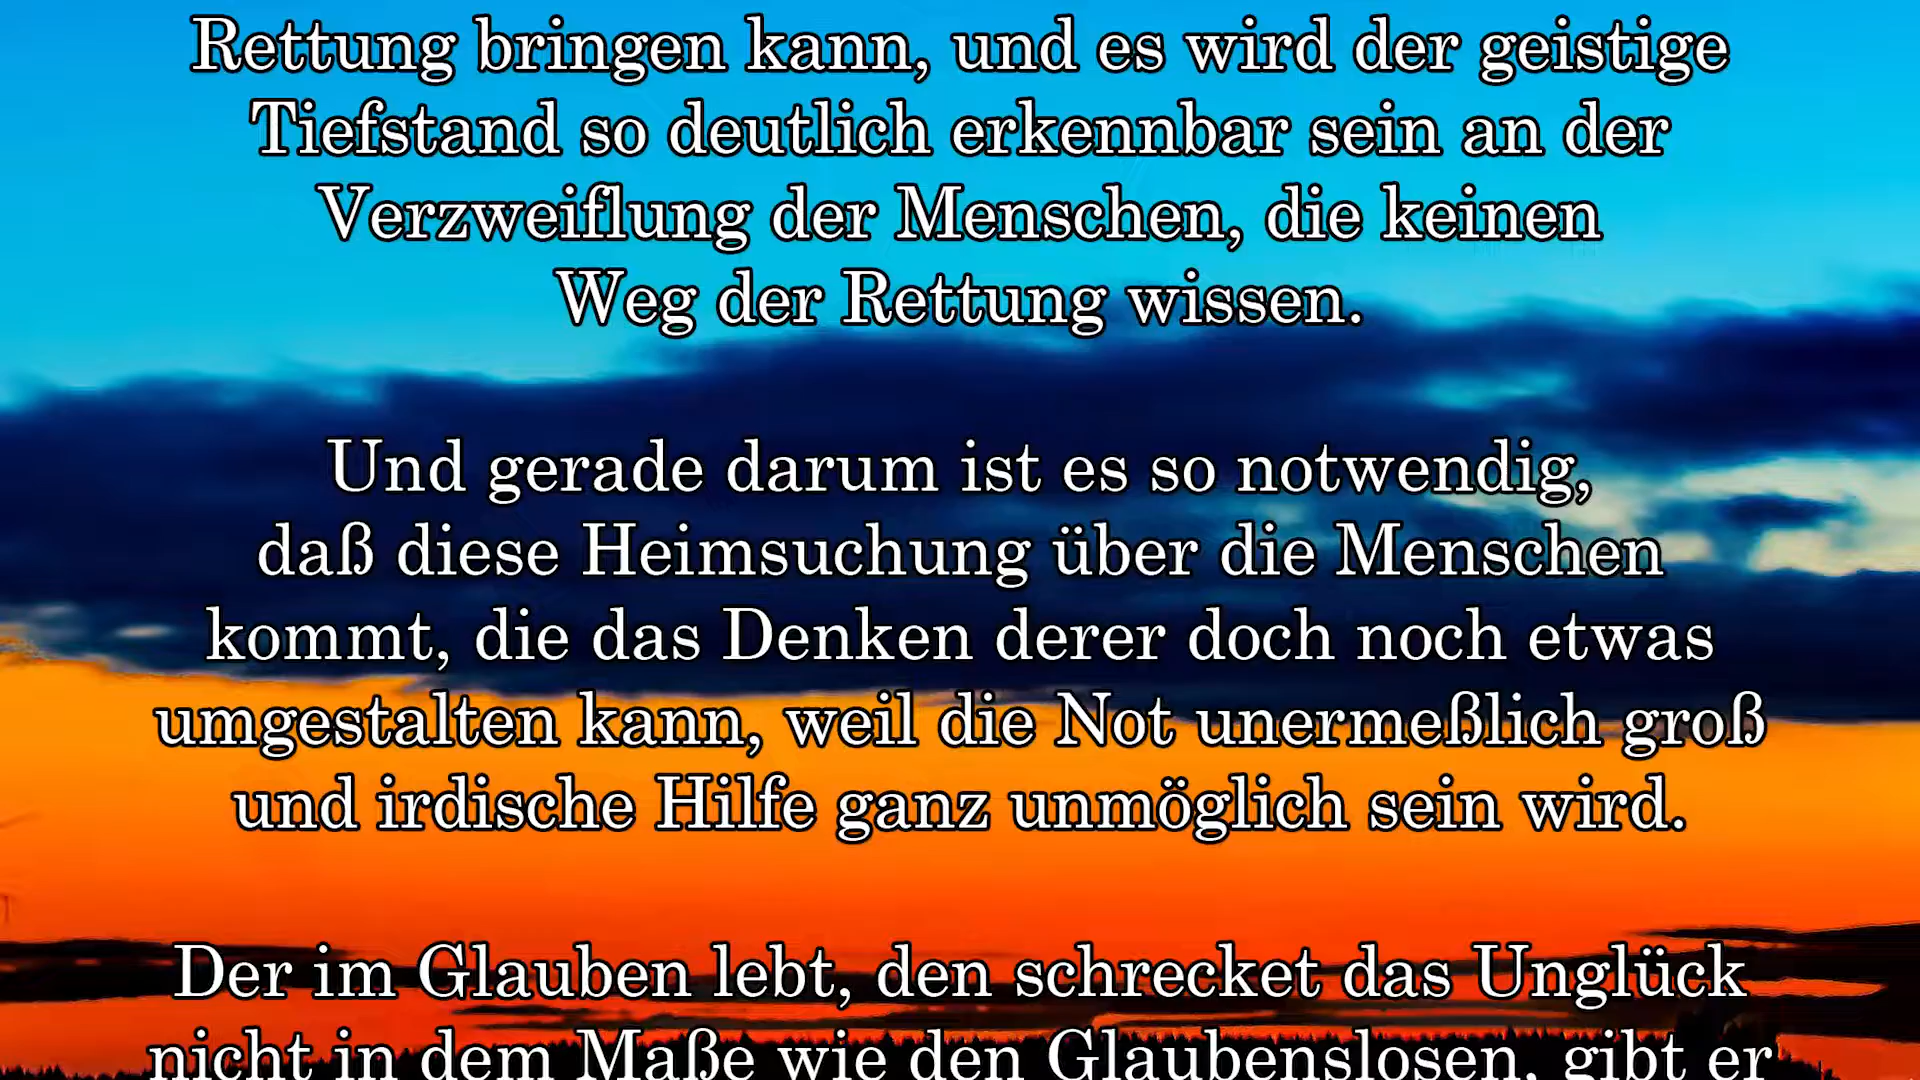 Rettung bringen kann, und es wird der geistige
Tiefstand so deutlich erkennbar sein an der
Verzweiflung der Menschen, die keinen
Weg der Rettung wissen.
Und gerade darum ist es so notwendig,
daß diese Heimsuchung über die Menschen
kommt, die das Denken derer doch noch etwas
umgestalten kann, weil die Not unermeßlich groß
und irdische Hilfe ganz unmöglich sein wird.
Der im Glauben lebt, den schrecket das Unglück
nicht in dem Maße wie den Glaubenslosen, gibt er